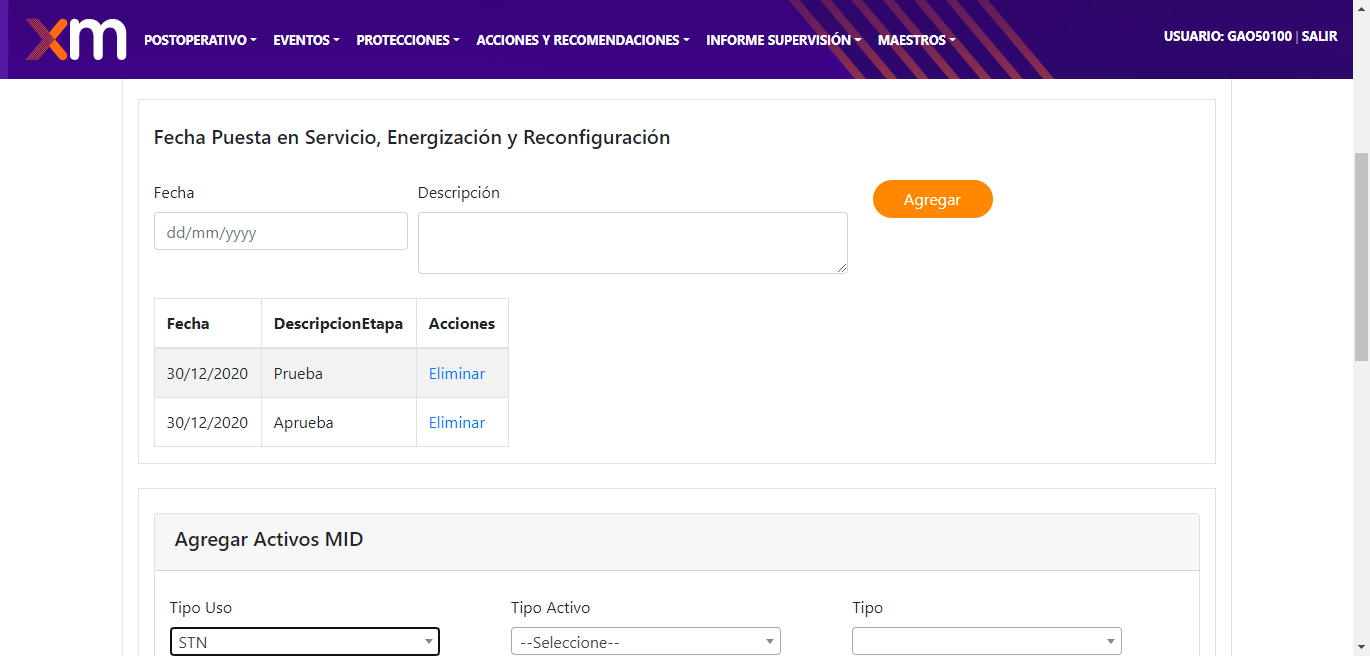 xm POSTOPERATIVO EVENTOS PROTECCIONES ACCIONES Y RECOMENDACIONES INFORME SUPERVISIÓN MAESTROS USUARIO: GAO50100 | SALIR
Fecha Puesta en Servicio, Energización y Reconfiguración
Fecha Descripción Agregar
dd/mm/yyyy
Fecha DescripcionEtapa Acciones
30/12/2020 Prueba Eliminar
30/12/2020 Aprueba Eliminar
Agregar Activos MID
Tipo Uso Tipo Activo Tipo
STN --Seleccione--